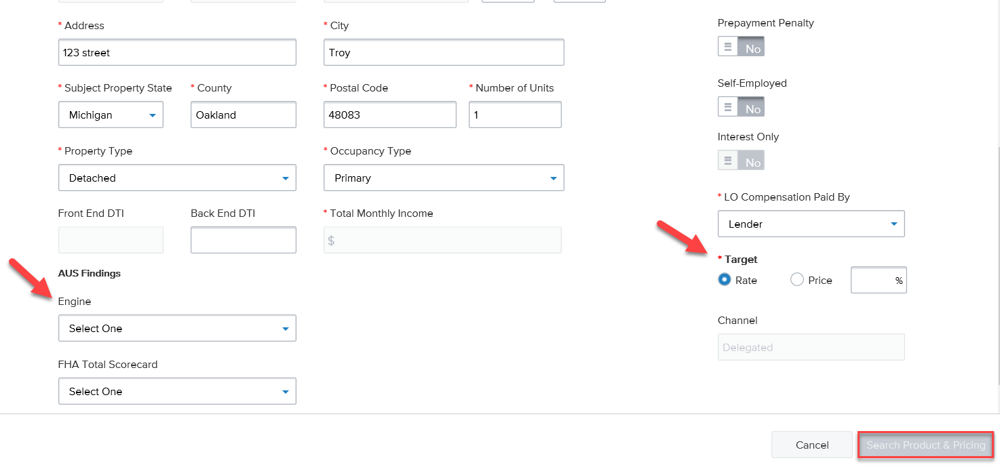 * Address
123 street
* City
Troy
* Subject Property State
Michigan
* County
Oakland
* Postal Code
48083
* Number of Units
1
* Property Type
Detached
* Occupancy Type
Primary
Front End DTI
Back End DTI
* Total Monthly Income
$
AUS Findings
Engine
Select One
FHA Total Scorecard
Select One
Prepayment Penalty
No
Self-Employed
No
Interest Only
No
* LO Compensation Paid By
Lender
* Target
Rate
Price
%
Channel
Delegated
Cancel
Search Product & Pricing